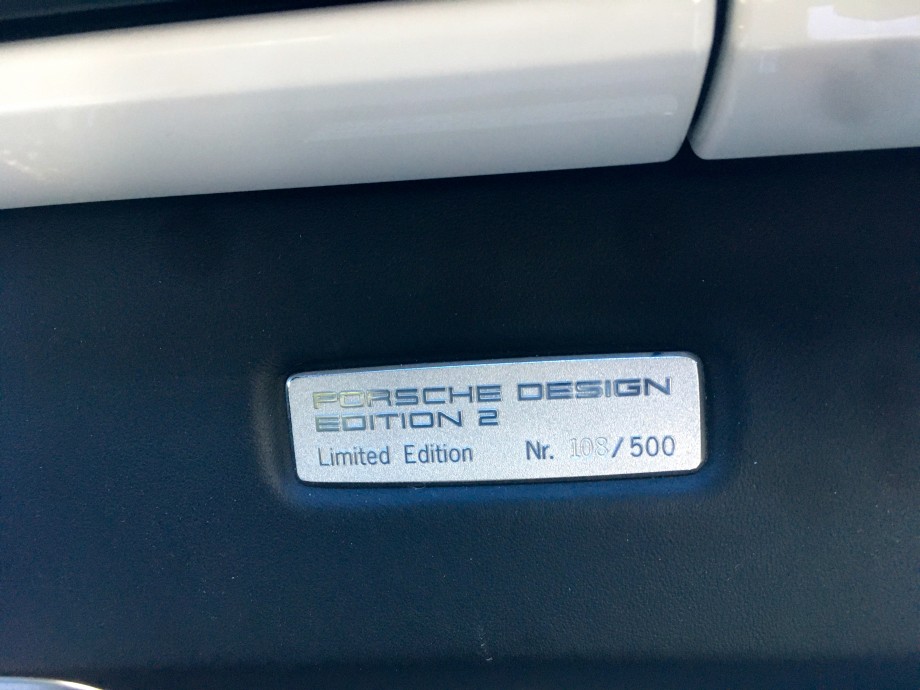 PORSCHE DESIGN
EDITION 2
Limited Edition Nr. 108/500